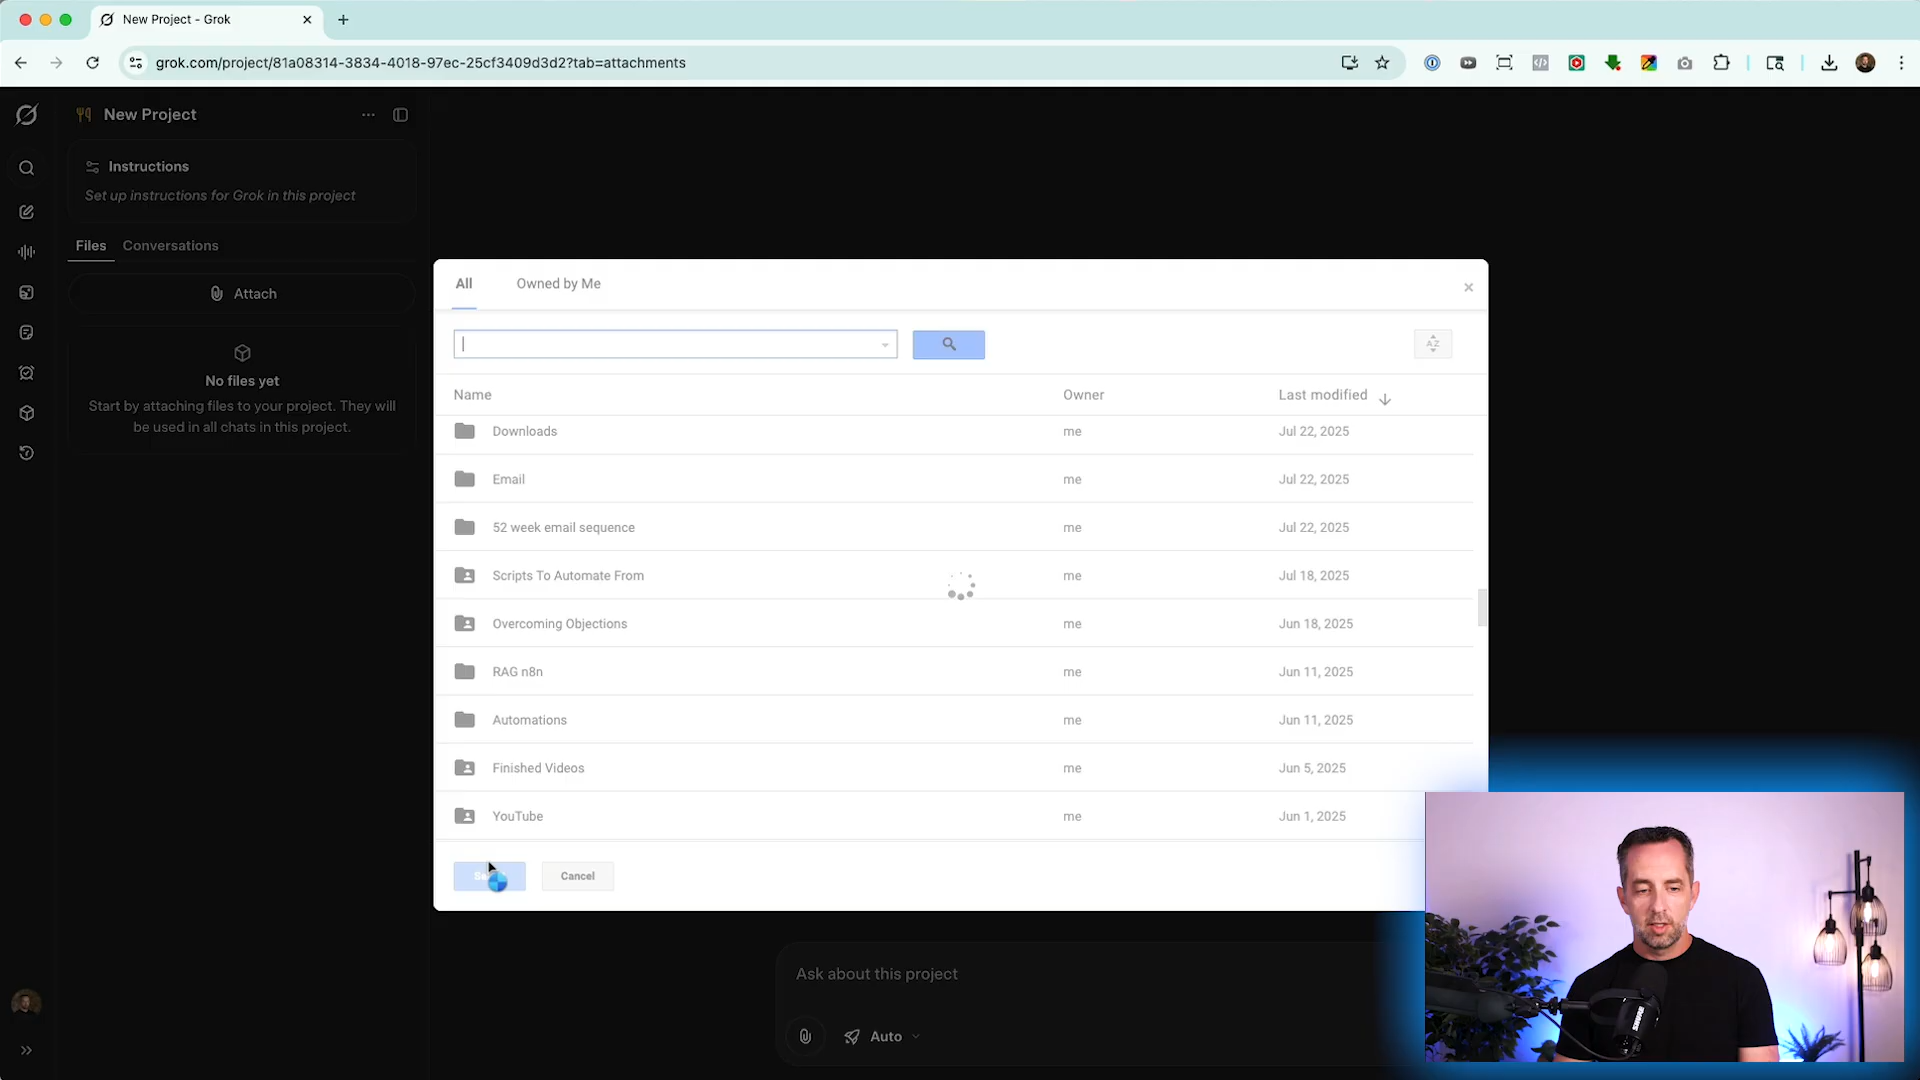 New Project - Grok
grok.com/project/81a08314-3834-4018-97ec-25cf3409d3d2?tab=attachments
New Project
Instructions
Set up instructions for Grok in this project
Files Conversations
Attach
No files yet
Start by attaching files to your project. They will
be used in all chats in this project.
All Owned by Me
AZ
Name Owner Last modified
Downloads me Jul 22, 2025
Email me Jul 22, 2025
52 week email sequence me Jul 22, 2025
Scripts To Automate From me Jul 18, 2025
Overcoming Objections me Jun 18, 2025
RAG n8n me Jun 11, 2025
Automations me Jun 11, 2025
Finished Videos me Jun 5, 2025
YouTube me Jun 1, 2025
Cancel
Ask about this project
Auto